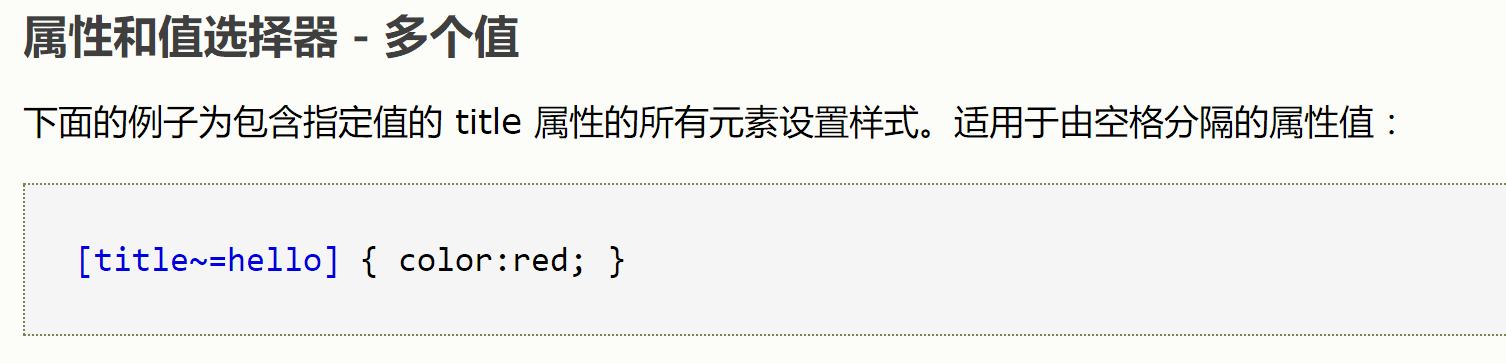 属性和值选择器 - 多个值
下面的例子为包含指定值的 title 属性的所有元素设置样式。适用于由空格分隔的属性值：
[title~=hello] { color:red; }